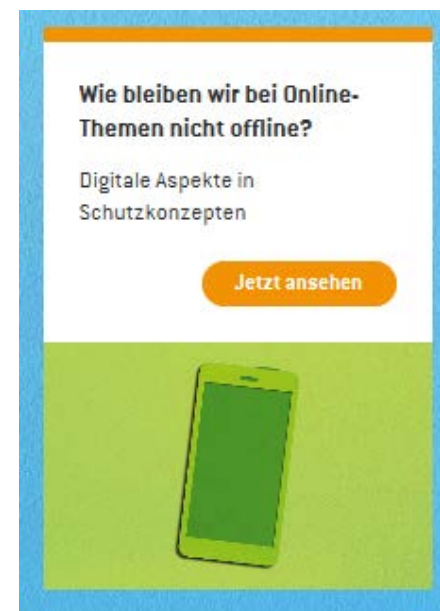 Wie bleiben wir bei Online-
Themen nicht offline?
Digitale Aspekte in
Schutzkonzepten
Jetzt ansehen